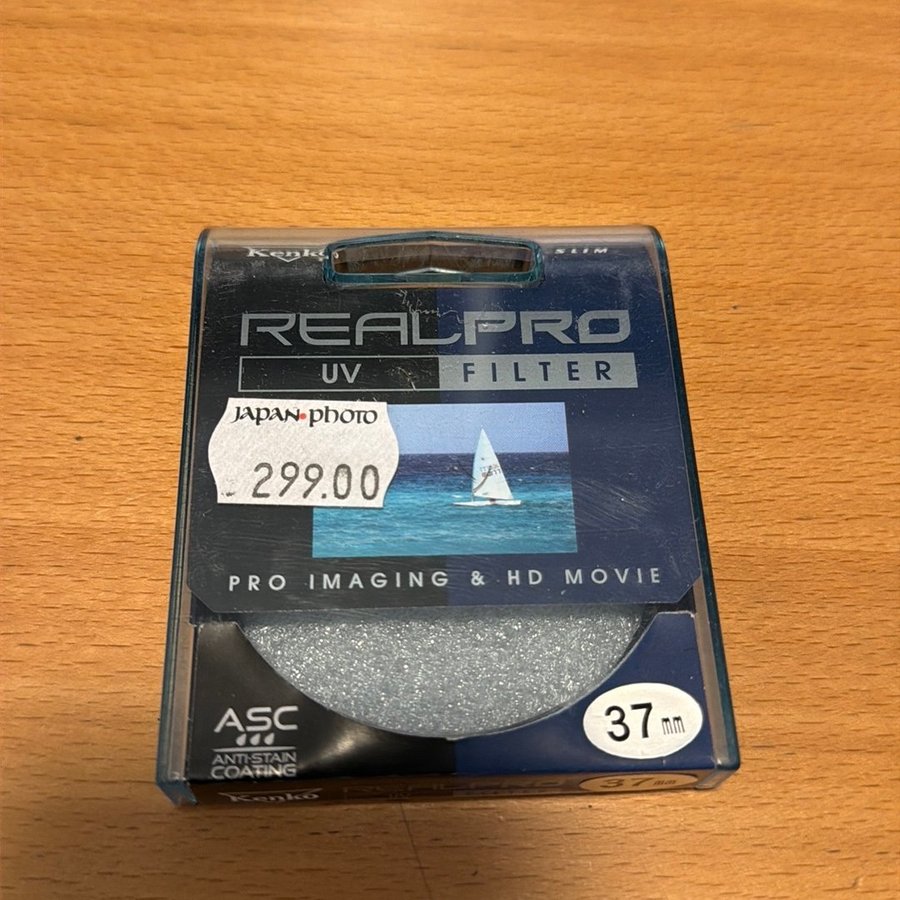 Kenko SLIM
REALPRO
UV FILTER
JAPAN•PHOTO
299.00
PRO IMAGING & HD MOVIE
ASC
ANTI-STAIN
COATING
37mm
Kenko
37mm